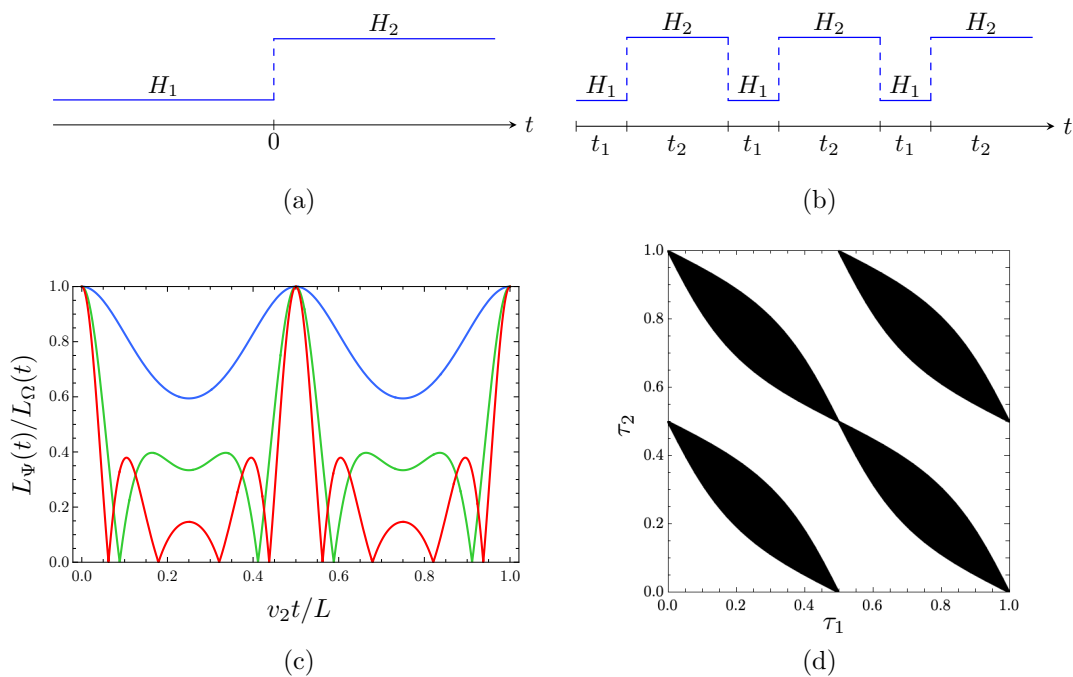 H₁ H₂ t
0
(a)
H₁ H₂ H₁ H₂ H₁ H₂ t
t₁ t₂ t₁ t₂ t₁ t₂
(b)
L_Ψ(t)/L_Ω(t)
1.0
0.8
0.6
0.4
0.2
0.0
0.0 0.2 0.4 0.6 0.8 1.0
v₂t/L
(c)
τ₂
1.0
0.8
0.6
0.4
0.2
0.0
0.0 0.2 0.4 0.6 0.8 1.0
τ₁
(d)